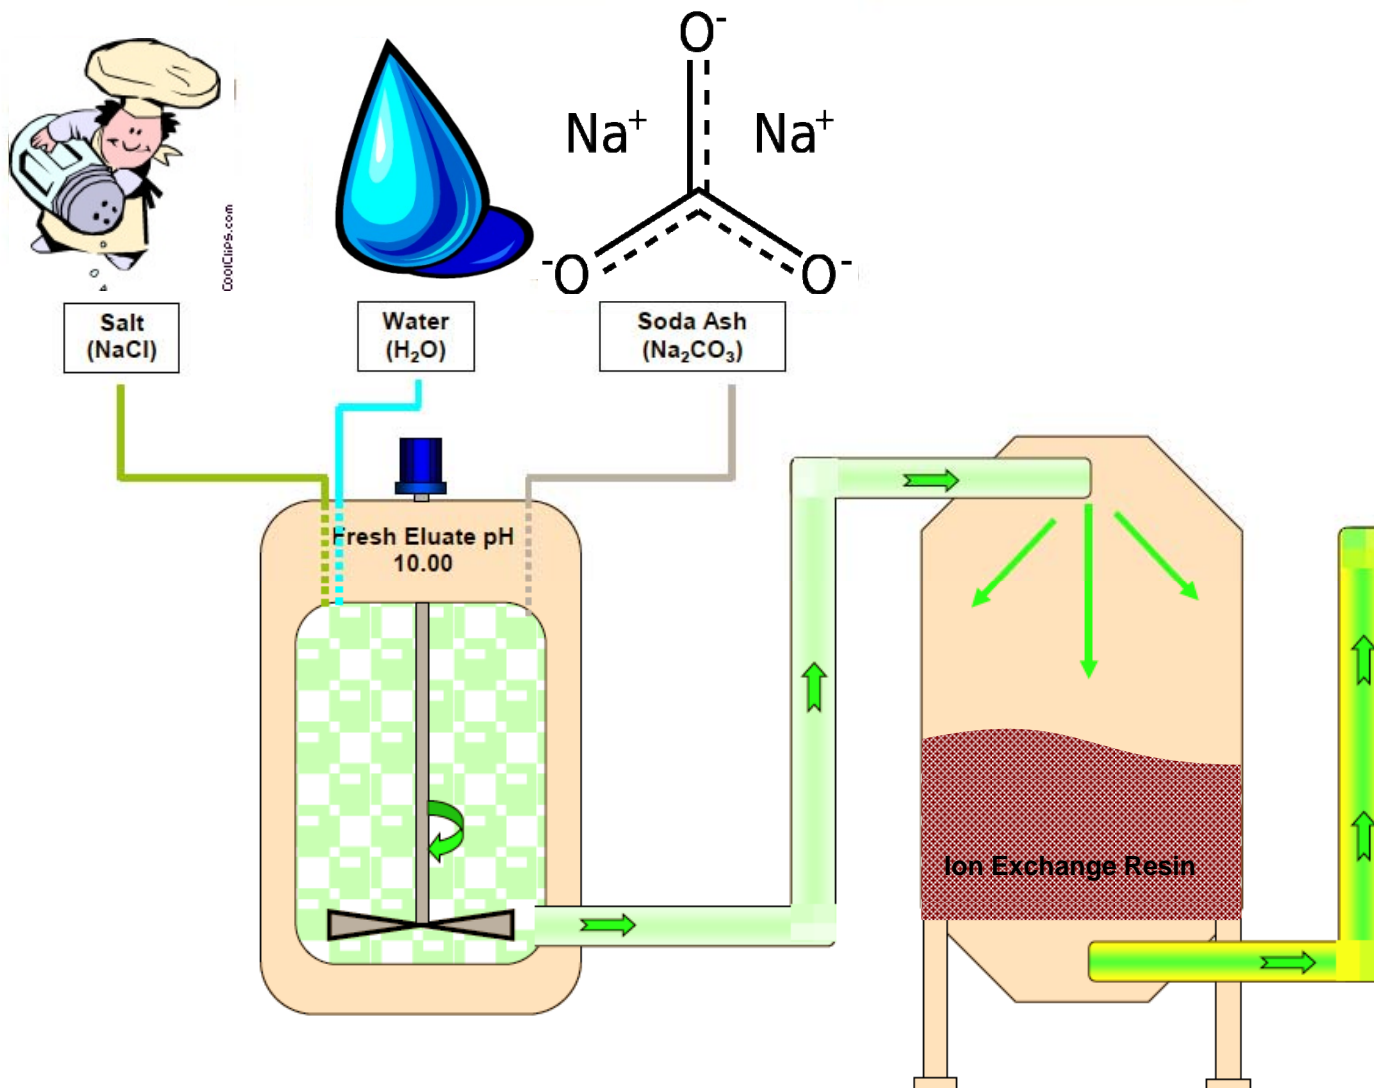 O⁻
Na⁺ Na⁺
⁻O O⁻
CoolClips.com
Salt
(NaCl)
Water
(H₂O)
Soda Ash
(Na₂CO₃)
Fresh Eluate pH
10.00
Ion Exchange Resin